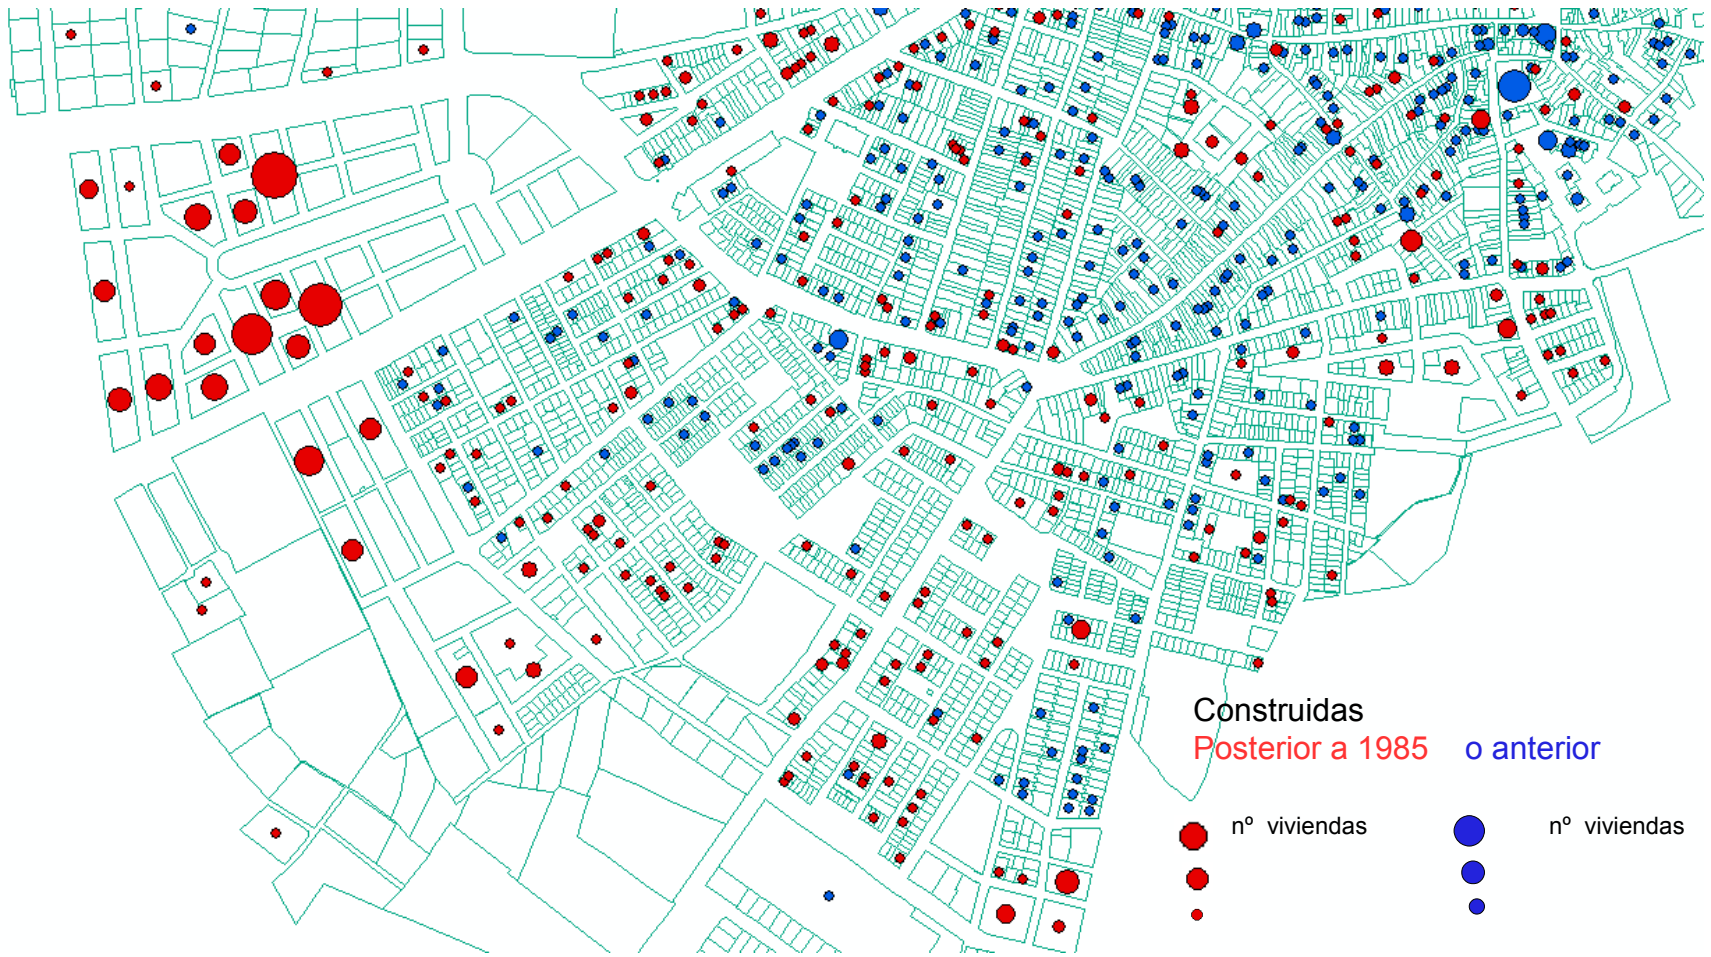 Construidas
Posterior a 1985 o anterior
nº viviendas nº viviendas